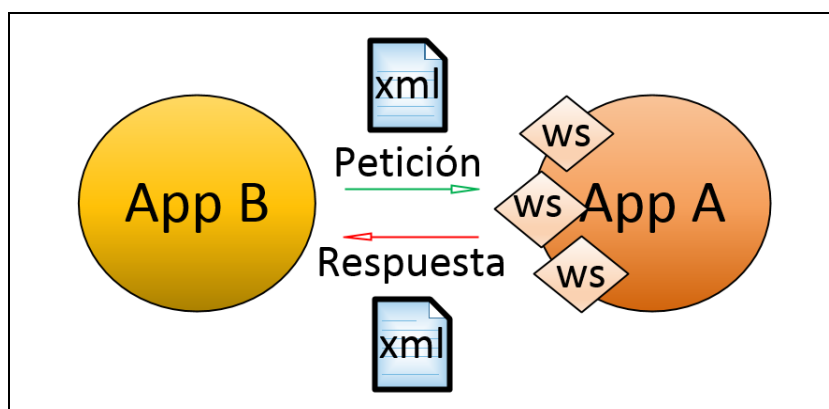 xml
Petición
App B
ws
ws
ws
App A
Respuesta
xml